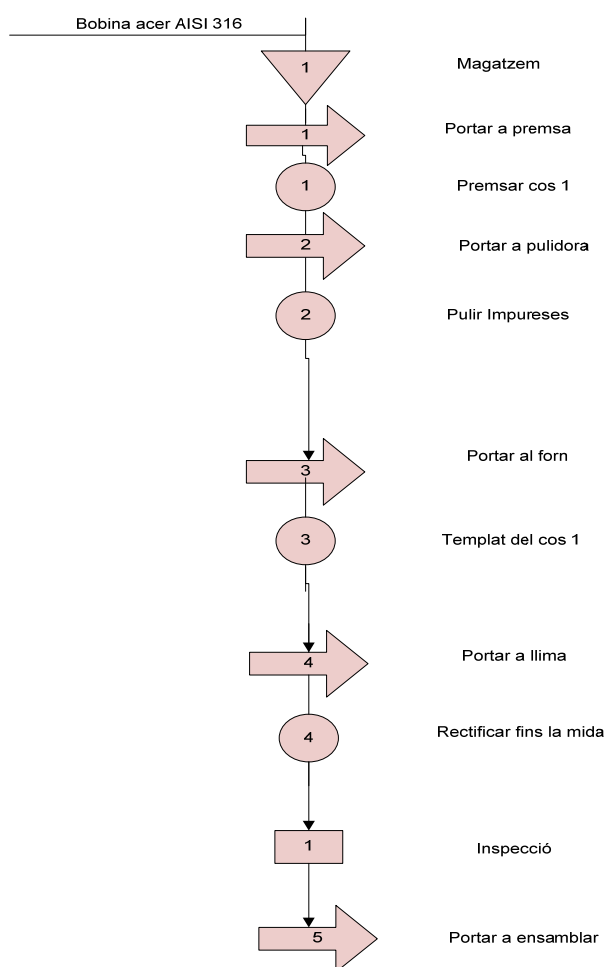 Bobina acer AISI 316
1 Magatzem
1 Portar a premsa
1 Premsar cos 1
2 Portar a pulidora
2 Pulir Impureses
3 Portar al forn
3 Templat del cos 1
4 Portar a llima
4 Rectificar fins la mida
1 Inspecció
5 Portar a ensamblar